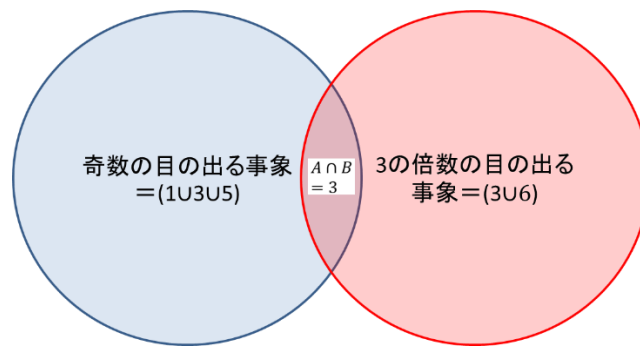 奇数の目の出る事象
＝(1∪3∪5)
A ∩ B
= 3
3の倍数の目の出る
事象＝(3∪6)